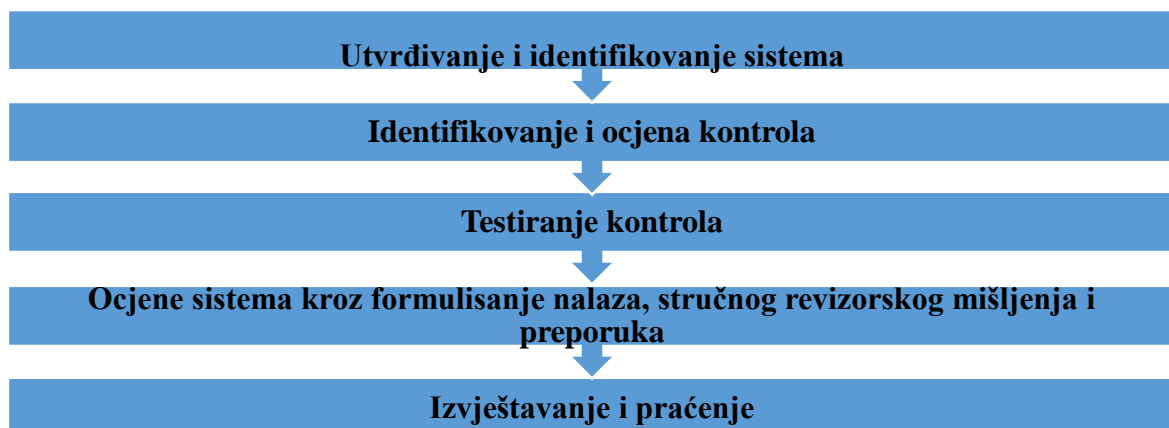 Utvrđivanje i identifikovanje sistema
Identifikovanje i ocjena kontrola
Testiranje kontrola
Ocjene sistema kroz formulisanje nalaza, stručnog revizorskog mišljenja i
preporuka
Izvještavanje i praćenje